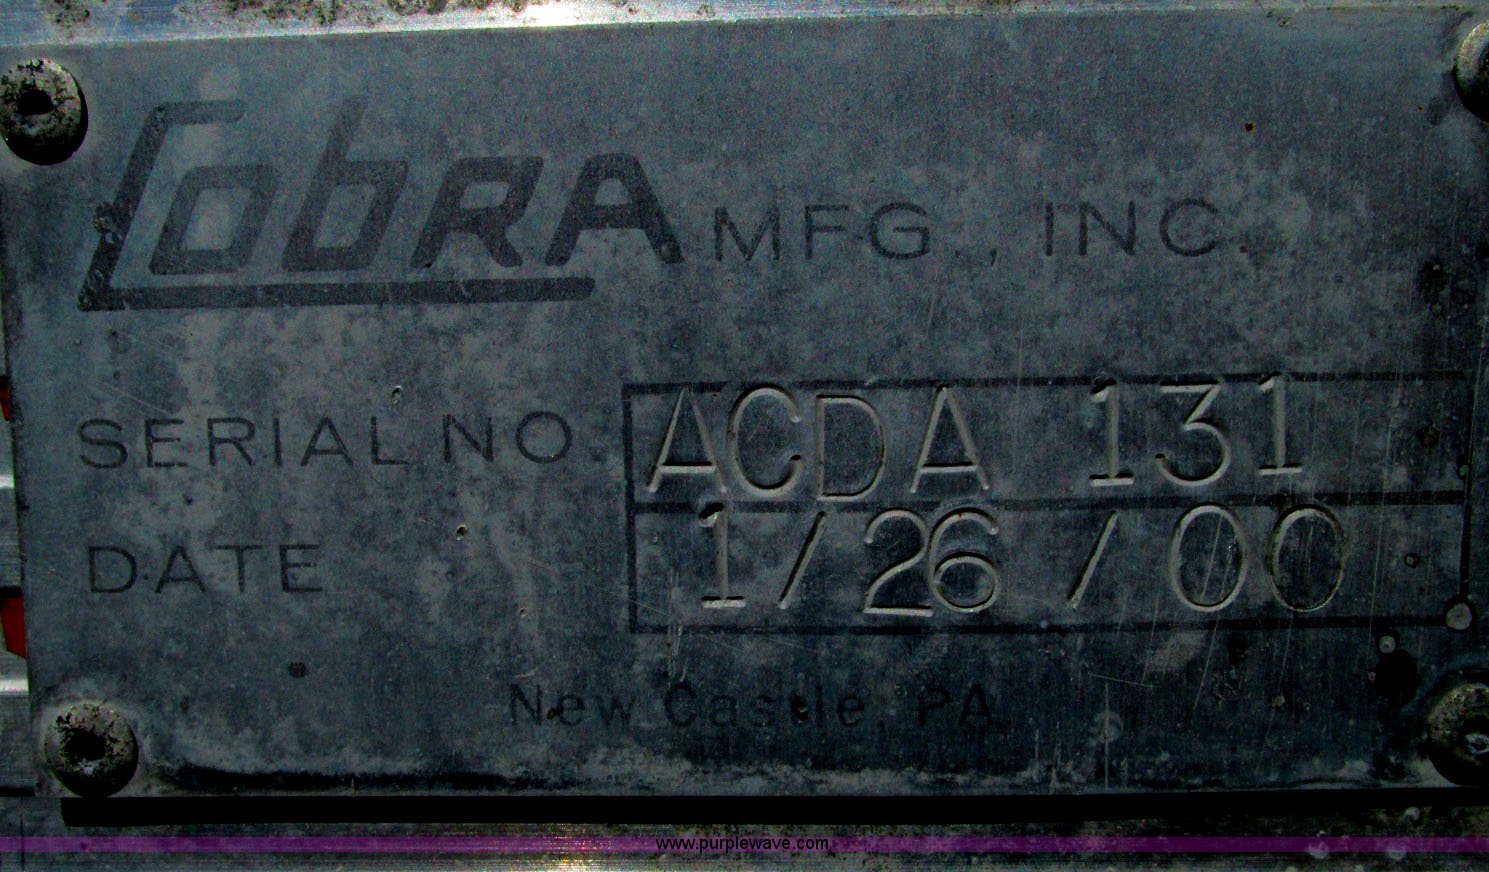 CobRA MFG., INC.
SERIAL NO. ACDA 131
DATE 1/26/00
New Castle, PA
www.purplewave.com